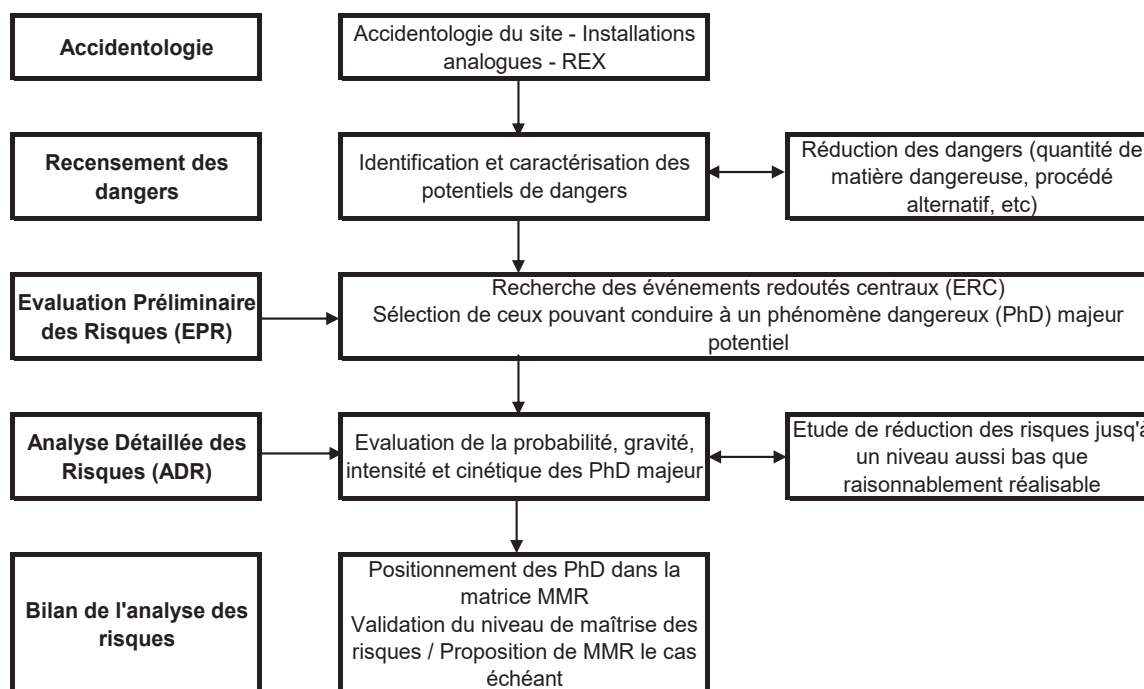 Accidentologie
Accidentologie du site - Installations
analogues - REX
Recensement des
dangers
Identification et caractérisation des
potentiels de dangers
Réduction des dangers (quantité de
matière dangereuse, procédé
alternatif, etc)
Evaluation Préliminaire
des Risques (EPR)
Recherche des événements redoutés centraux (ERC)
Sélection de ceux pouvant conduire à un phénomène dangereux (PhD) majeur
potentiel
Analyse Détaillée des
Risques (ADR)
Evaluation de la probabilité, gravité,
intensité et cinétique des PhD majeur
Etude de réduction des risques jusqu'à
un niveau aussi bas que
raisonnablement réalisable
Bilan de l'analyse des
risques
Positionnement des PhD dans la
matrice MMR
Validation du niveau de maîtrise des
risques / Proposition de MMR le cas
échéant